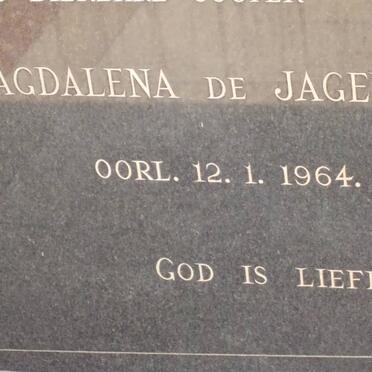 AGDALENA DE JAGE
OORL. 12. 1. 1964.
GOD IS LIEF